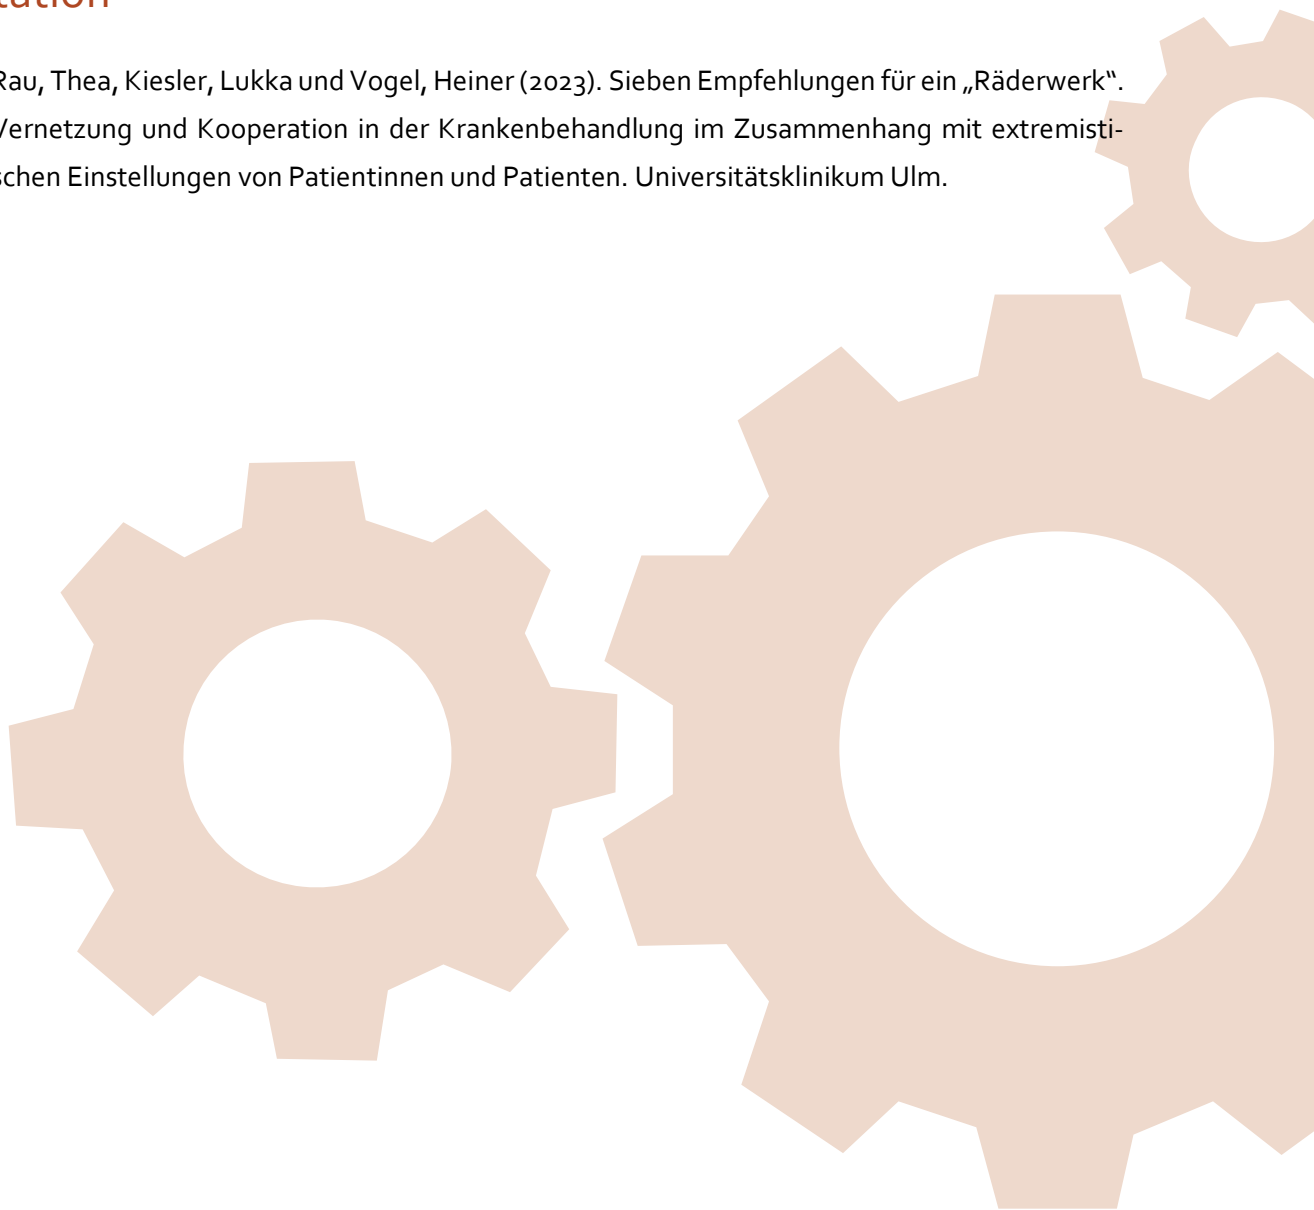 tation
Rau, Thea, Kiesler, Lukka und Vogel, Heiner (2023). Sieben Empfehlungen für ein „Räderwerk“.
Vernetzung und Kooperation in der Krankenbehandlung im Zusammenhang mit extremisti-
schen Einstellungen von Patientinnen und Patienten. Universitätsklinikum Ulm.